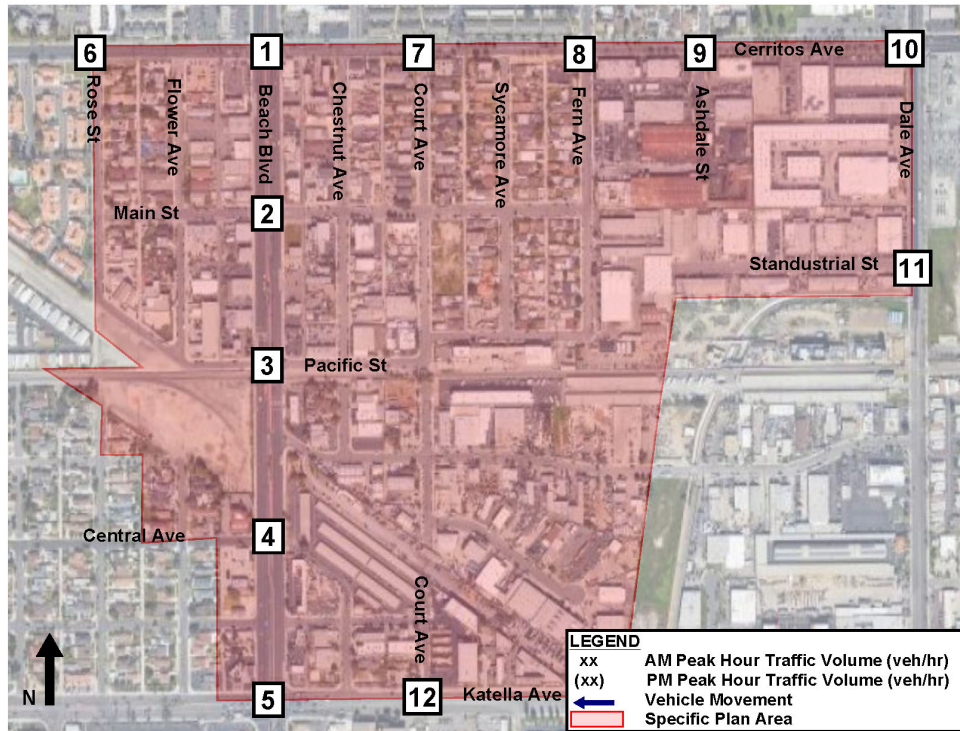 6
1
7
8
9
Cerritos Ave
10
Rose St
Flower Ave
Beach Blvd
Chestnut Ave
Court Ave
Sycamore Ave
Fern Ave
Ashdale St
Dale Ave
Main St
2
Standustrial St
11
3
Pacific St
Central Ave
4
Court Ave
N
5
12
Katella Ave
LEGEND
xx AM Peak Hour Traffic Volume (veh/hr)
(xx) PM Peak Hour Traffic Volume (veh/hr)
Vehicle Movement
Specific Plan Area